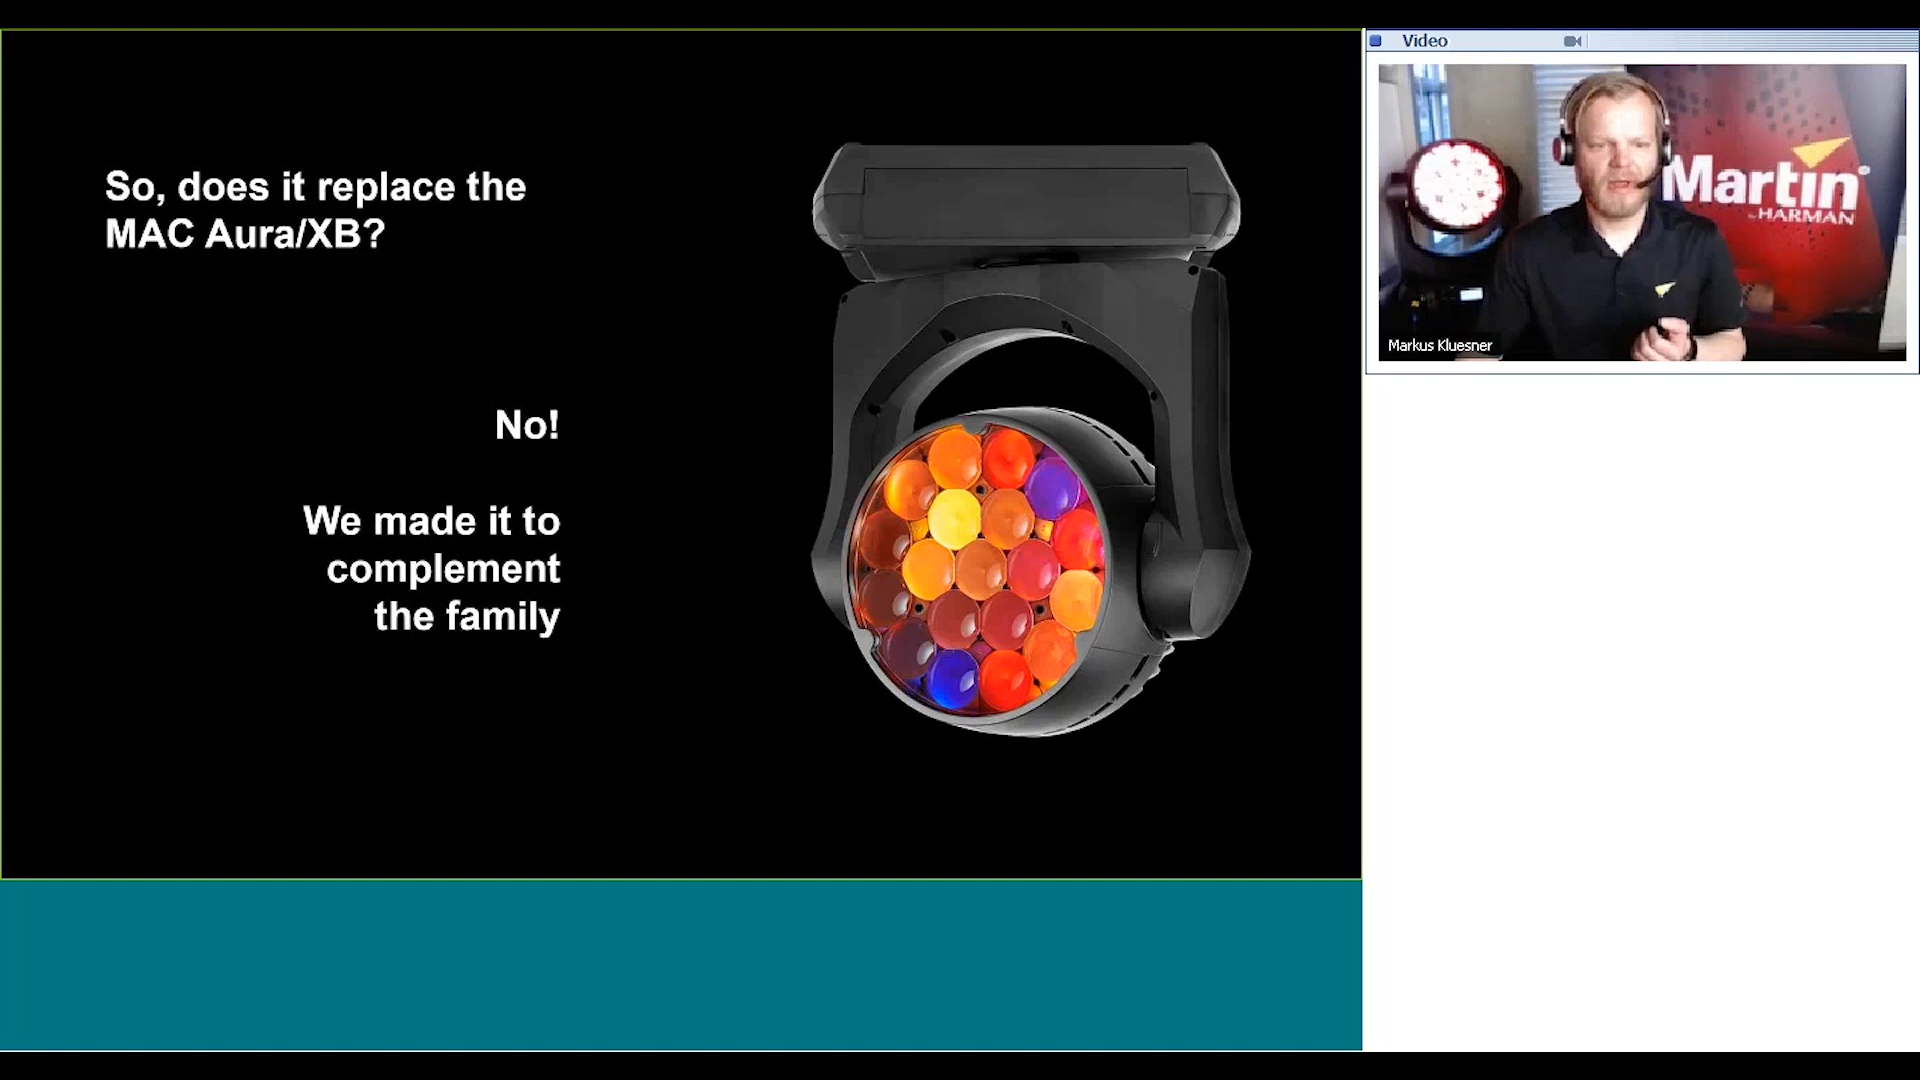 So, does it replace the
MAC Aura/XB?
No!
We made it to
complement
the family
Video
Martin
by HARMAN
Markus Kluesner